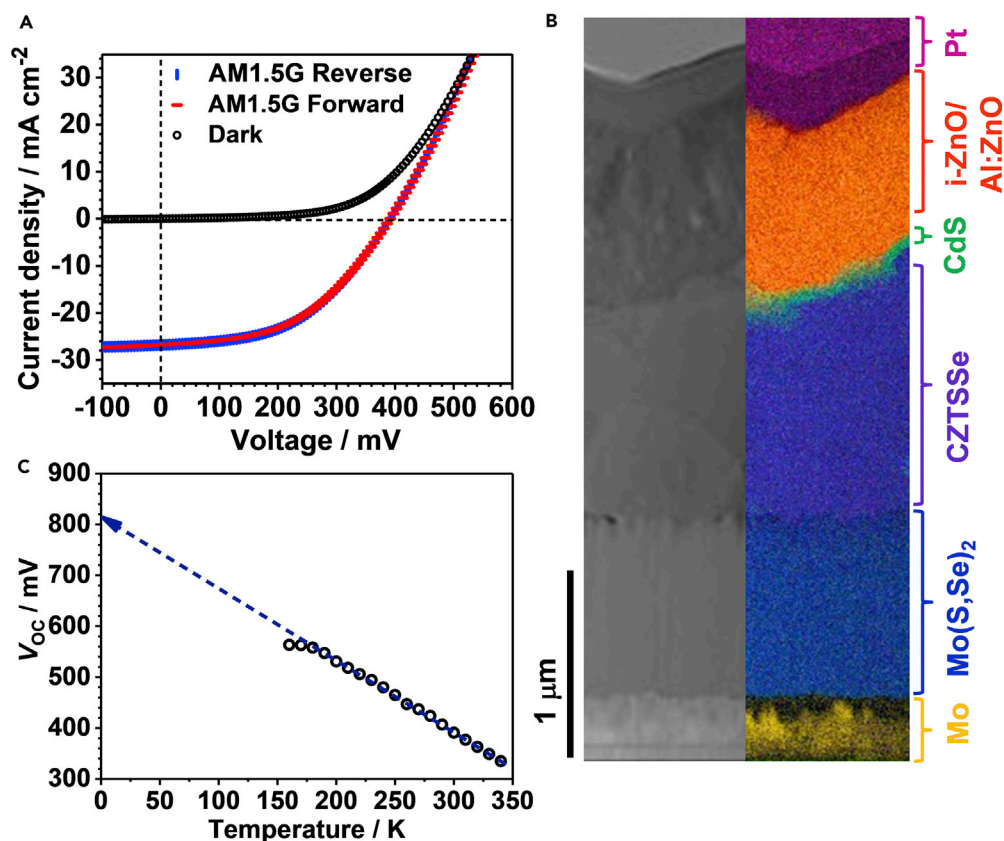 A
Current density / mA cm⁻²
30
20
10
0
-10
-20
-30
AM1.5G Reverse
AM1.5G Forward
Dark
-100 0 100 200 300 400 500 600
Voltage / mV
B
1 μm
Pt
i-ZnO/
Al:ZnO
CdS
CZTSSe
Mo(S,Se)₂
Mo
C
V_OC / mV
900
800
700
600
500
400
300
0 50 100 150 200 250 300 350
Temperature / K